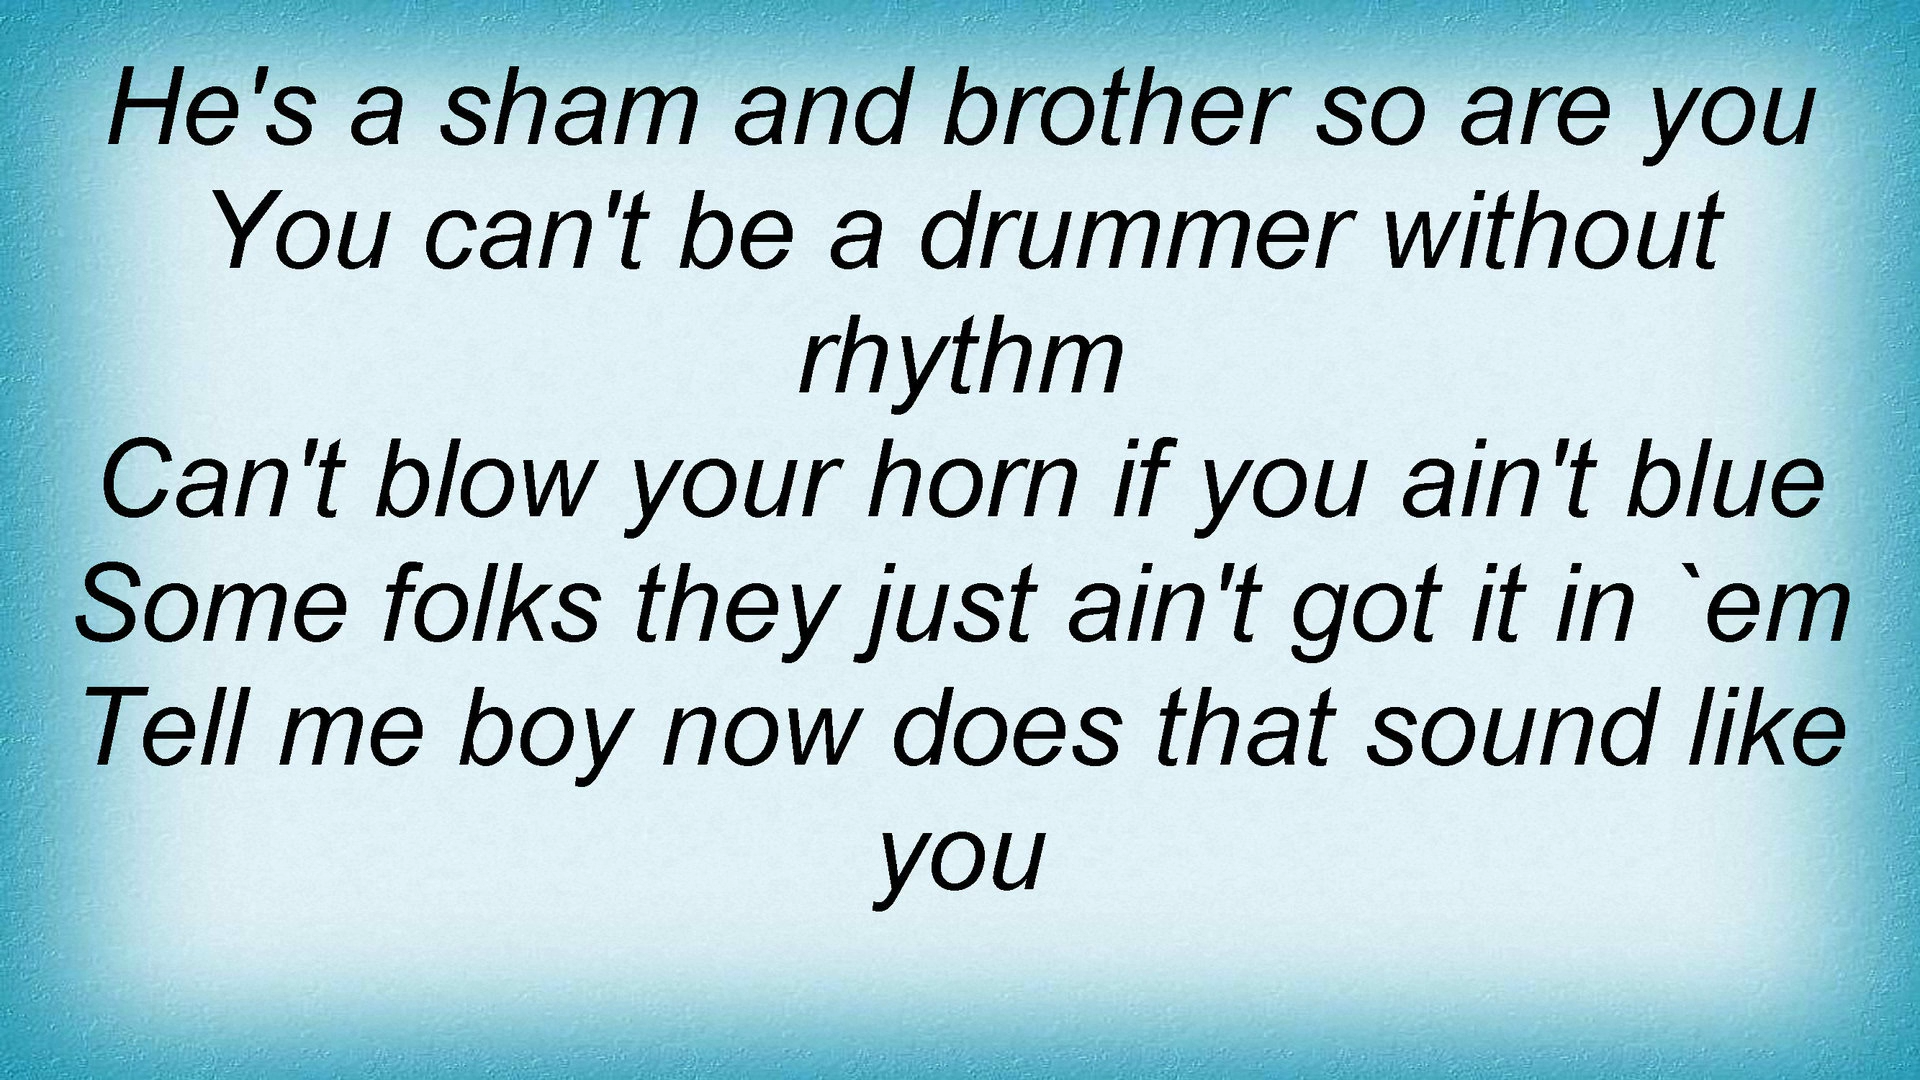 He's a sham and brother so are you
You can't be a drummer without
rhythm
Can't blow your horn if you ain't blue
Some folks they just ain't got it in `em
Tell me boy now does that sound like
you